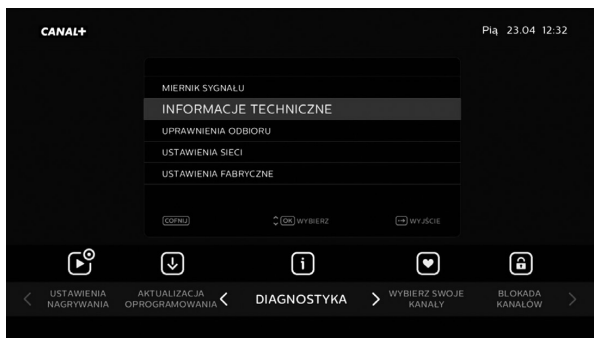 CANAL+
Pią 23.04 12:32
MIERNIK SYGNAŁU
INFORMACJE TECHNICZNE
UPRAWNIENIA ODBIORU
USTAWIENIA SIECI
USTAWIENIA FABRYCZNE
COFNIJ OK WYBIERZ WYJŚCIE
USTAWIENIA
NAGRYWANIA
AKTUALIZACJA
OPROGRAMOWANIA
DIAGNOSTYKA
WYBIERZ SWOJE
KANAŁY
BLOKADA
KANAŁÓW